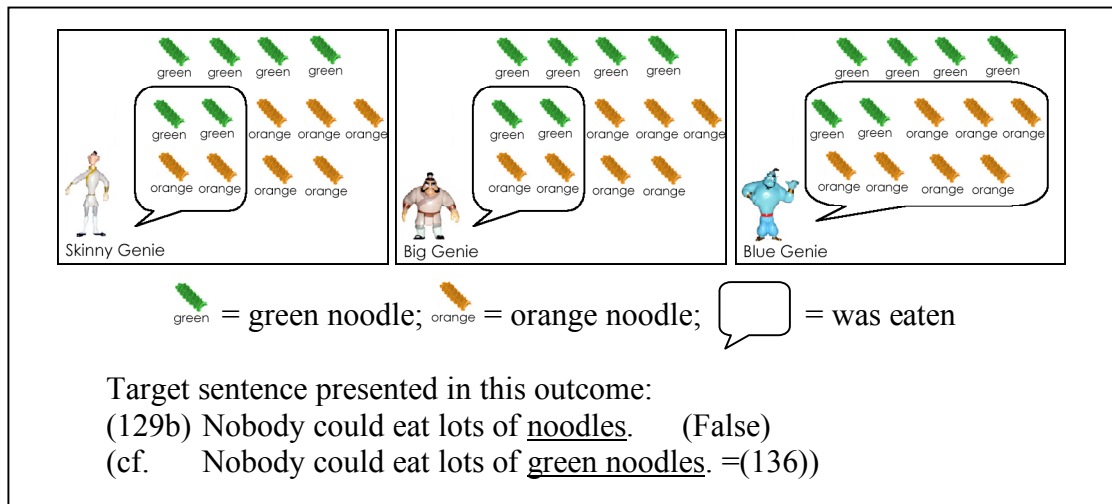 green green green green
green green orange orange orange
orange orange orange orange
Skinny Genie
green green green green
green green orange orange orange
orange orange orange orange
Big Genie
green green green green
green green orange orange orange
orange orange orange orange
Blue Genie
green = green noodle; orange = orange noodle; = was eaten
Target sentence presented in this outcome:
(129b) Nobody could eat lots of noodles. (False)
(cf. Nobody could eat lots of green noodles. =(136))